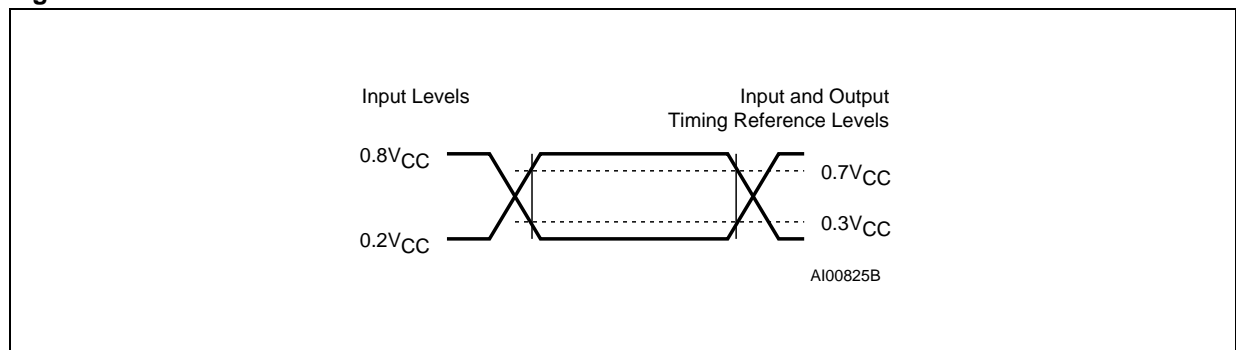 Input Levels
Input and Output
Timing Reference Levels
0.8VCC
0.7VCC
0.3VCC
0.2VCC
AI00825B